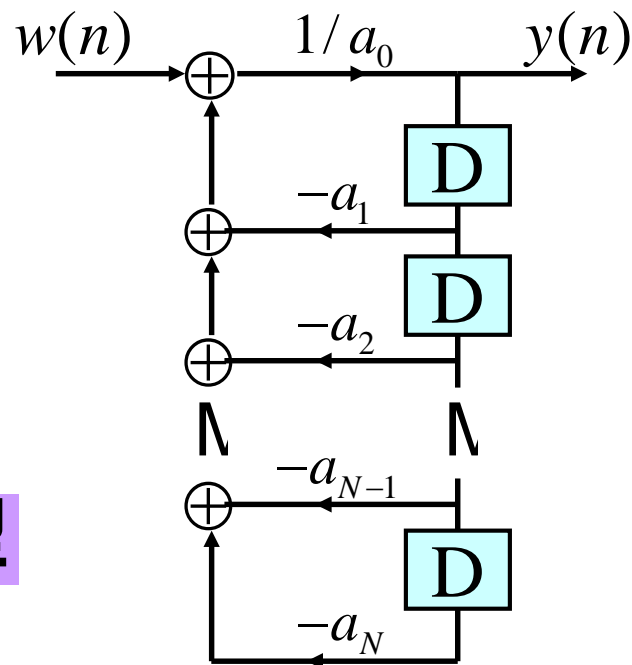 w(n) 1/a₀ y(n)
D
−a₁
D
−a₂
M M
−a_{N−1}
D
−a_N